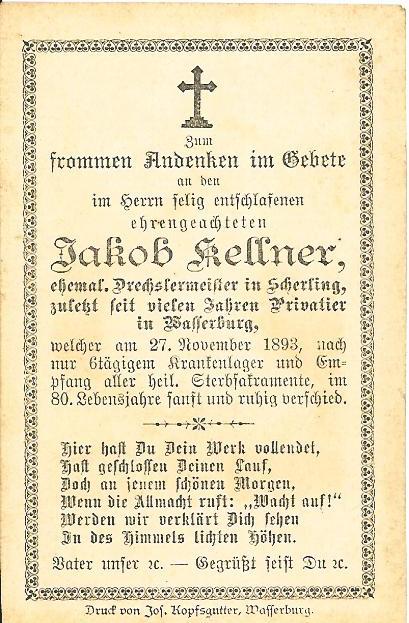 Zum
frommen Andenken im Gebete
an den
im Herrn selig entschlafenen
ehrengeachteten
Jakob Kellner,
ehemal. Drechslermeister in Scherling,
zuletzt seit vielen Jahren Privatier
in Wasserburg,
welcher am 27. November 1893, nach
nur 6tägigem Krankenlager und Em-
pfang aller heil. Sterbsakramente, im
80. Lebensjahre sanft und ruhig verschied.
Hier hast Du Dein Werk vollendet,
Hast geschlossen Deinen Lauf,
Doch an jenem schönen Morgen,
Wenn die Allmacht ruft: „Wacht auf!"
Werden wir verklärt Dich sehen
In des Himmels lichten Höhen.
Vater unser ꝛc. — Gegrüßt seist Du ꝛc.
Druck von Jos. Kopfsgutter, Wasserburg.